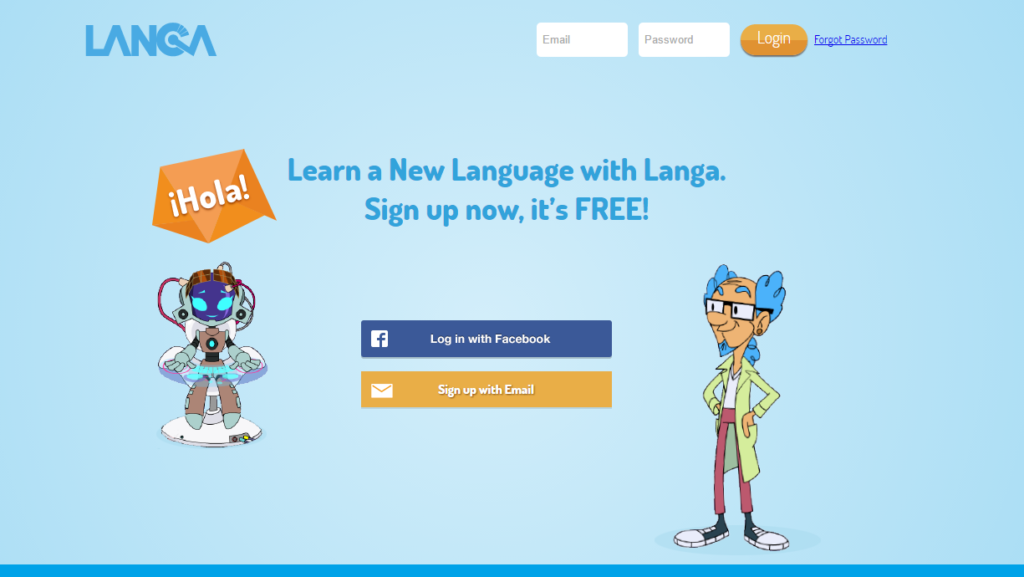 LANGA
Email
Password
Login
Forgot Password
¡Hola!
Learn a New Language with Langa.
Sign up now, it's FREE!
Log in with Facebook
Sign up with Email